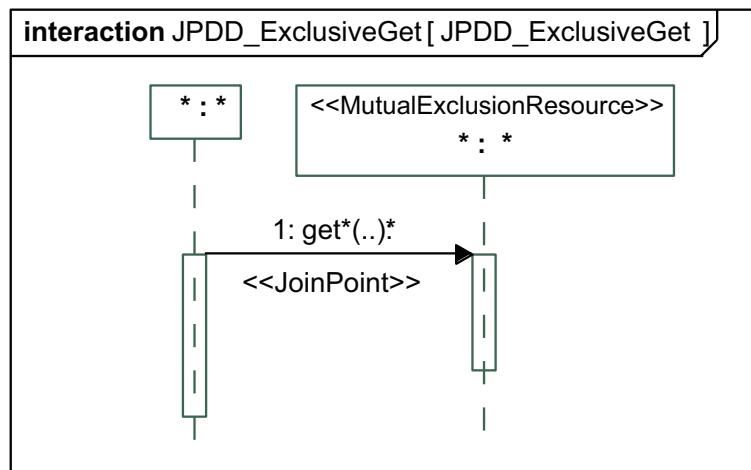 interaction JPDD_ExclusiveGet [ JPDD_ExclusiveGet ]
* : *
<<MutualExclusionResource>>
* : *
1: get*(..):*
<<JoinPoint>>